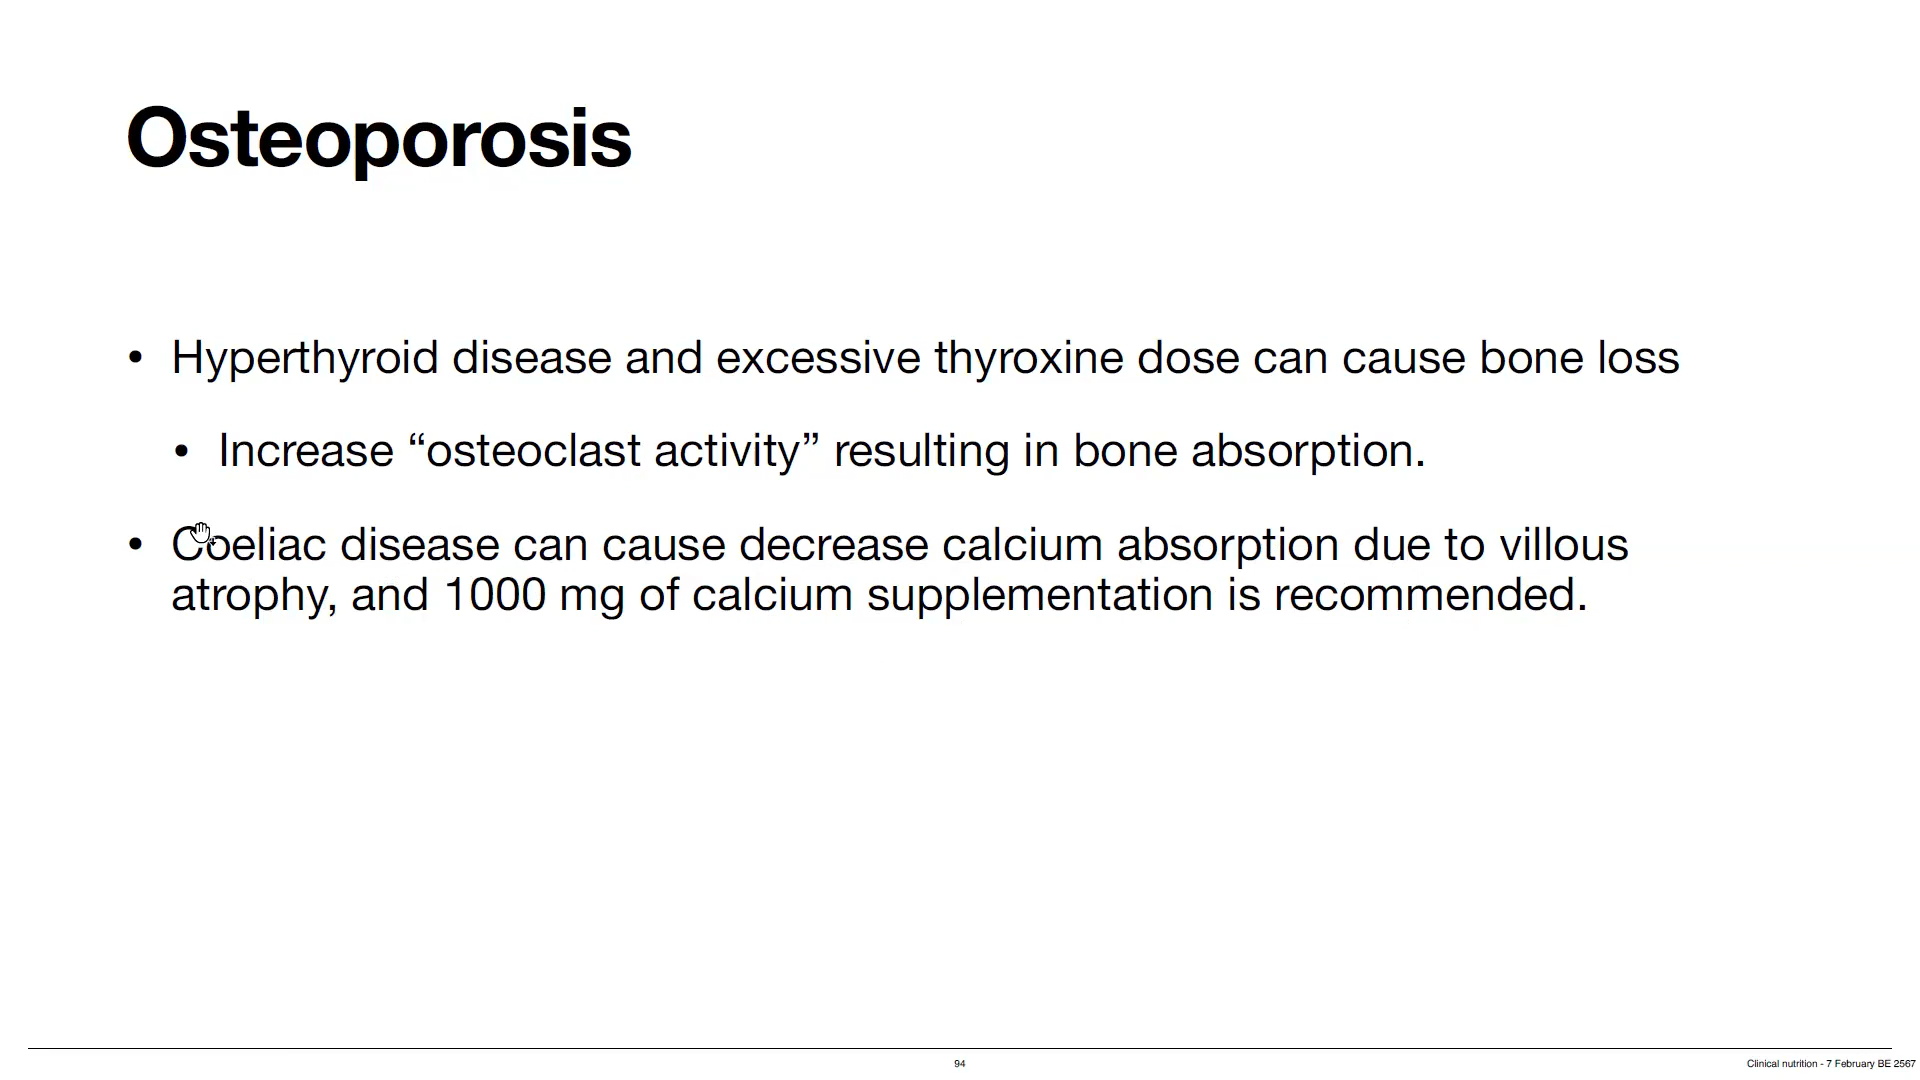 Osteoporosis
• Hyperthyroid disease and excessive thyroxine dose can cause bone loss
• Increase “osteoclast activity” resulting in bone absorption.
• Coeliac disease can cause decrease calcium absorption due to villous
atrophy, and 1000 mg of calcium supplementation is recommended.
94
Clinical nutrition - 7 February BE 2567